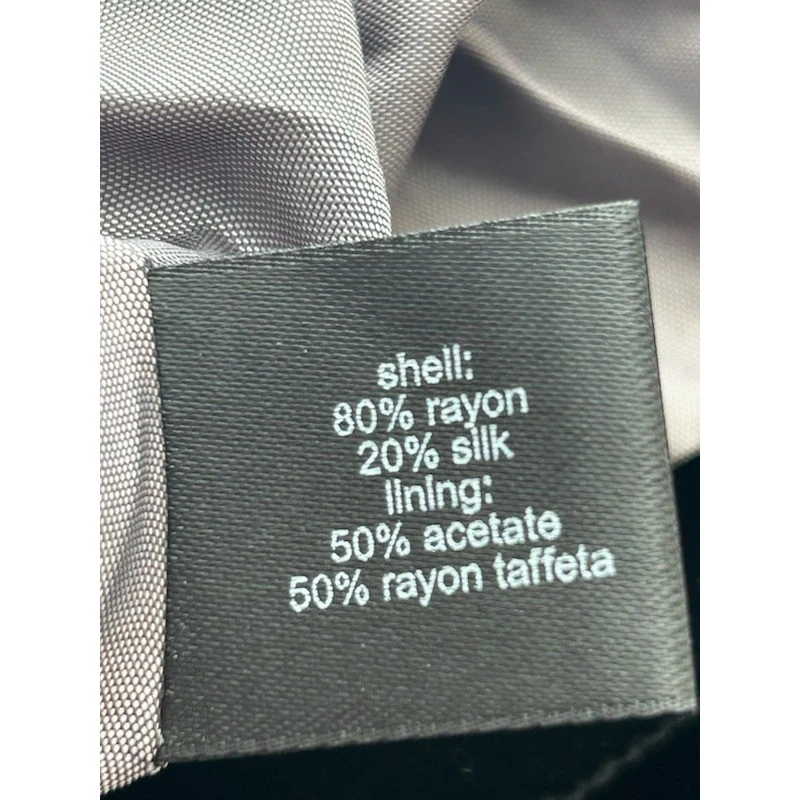 shell:
80% rayon
20% silk
lining:
50% acetate
50% rayon taffeta